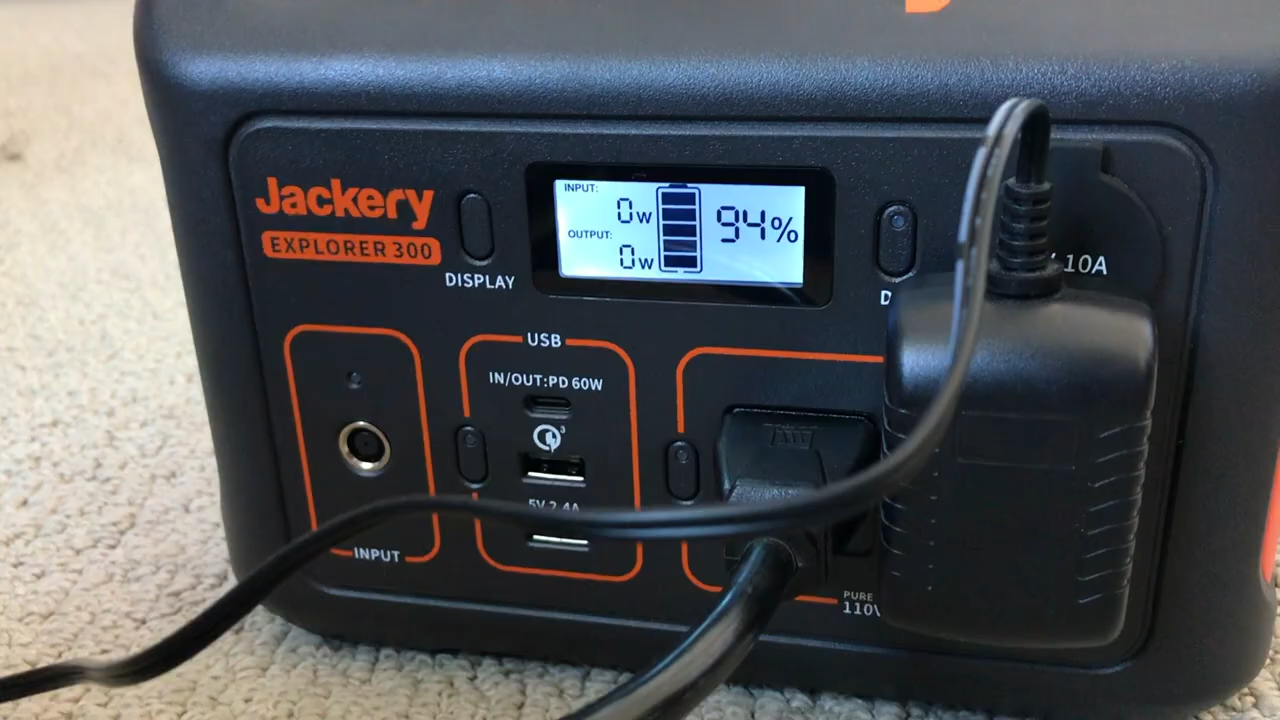 Jackery
EXPLORER 300
DISPLAY
INPUT:
0w
OUTPUT:
0w
94%
10A
USB
IN/OUT:PD 60W
3
5V 2.4A
INPUT
PURE
110V